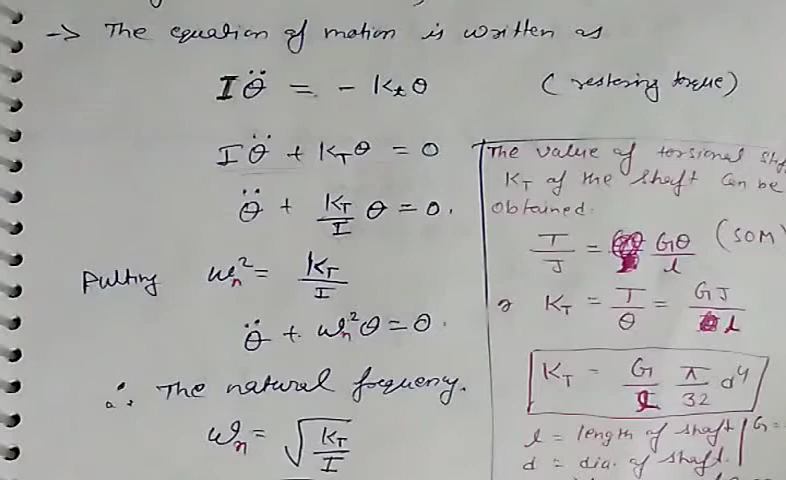 → The equation of motion is written as
Iθ̈ = - Ktθ (restoring torque)
Iθ̈ + KTθ = 0
θ̈ + KT/I θ = 0.
Putting ωn² = KT/I
θ̈ + ωn²θ = 0.
∴ The natural frequency.
ωn = √(KT/I)
The value of torsional
KT of the shaft can be
obtained.
T/J = Gθ/l (SOM)
KT = T/θ = GJ/l
KT = G/l π/32 d⁴
l = length of shaft | G =
d = dia. of shaft.